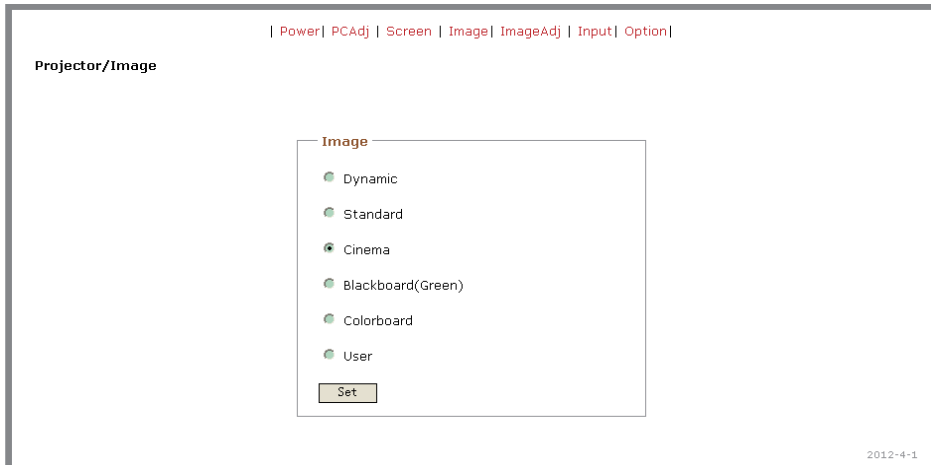 | Power| PCAdj | Screen | Image| ImageAdj | Input| Option|
Projector/Image
Image
Dynamic
Standard
Cinema
Blackboard(Green)
Colorboard
User
Set
2012-4-1